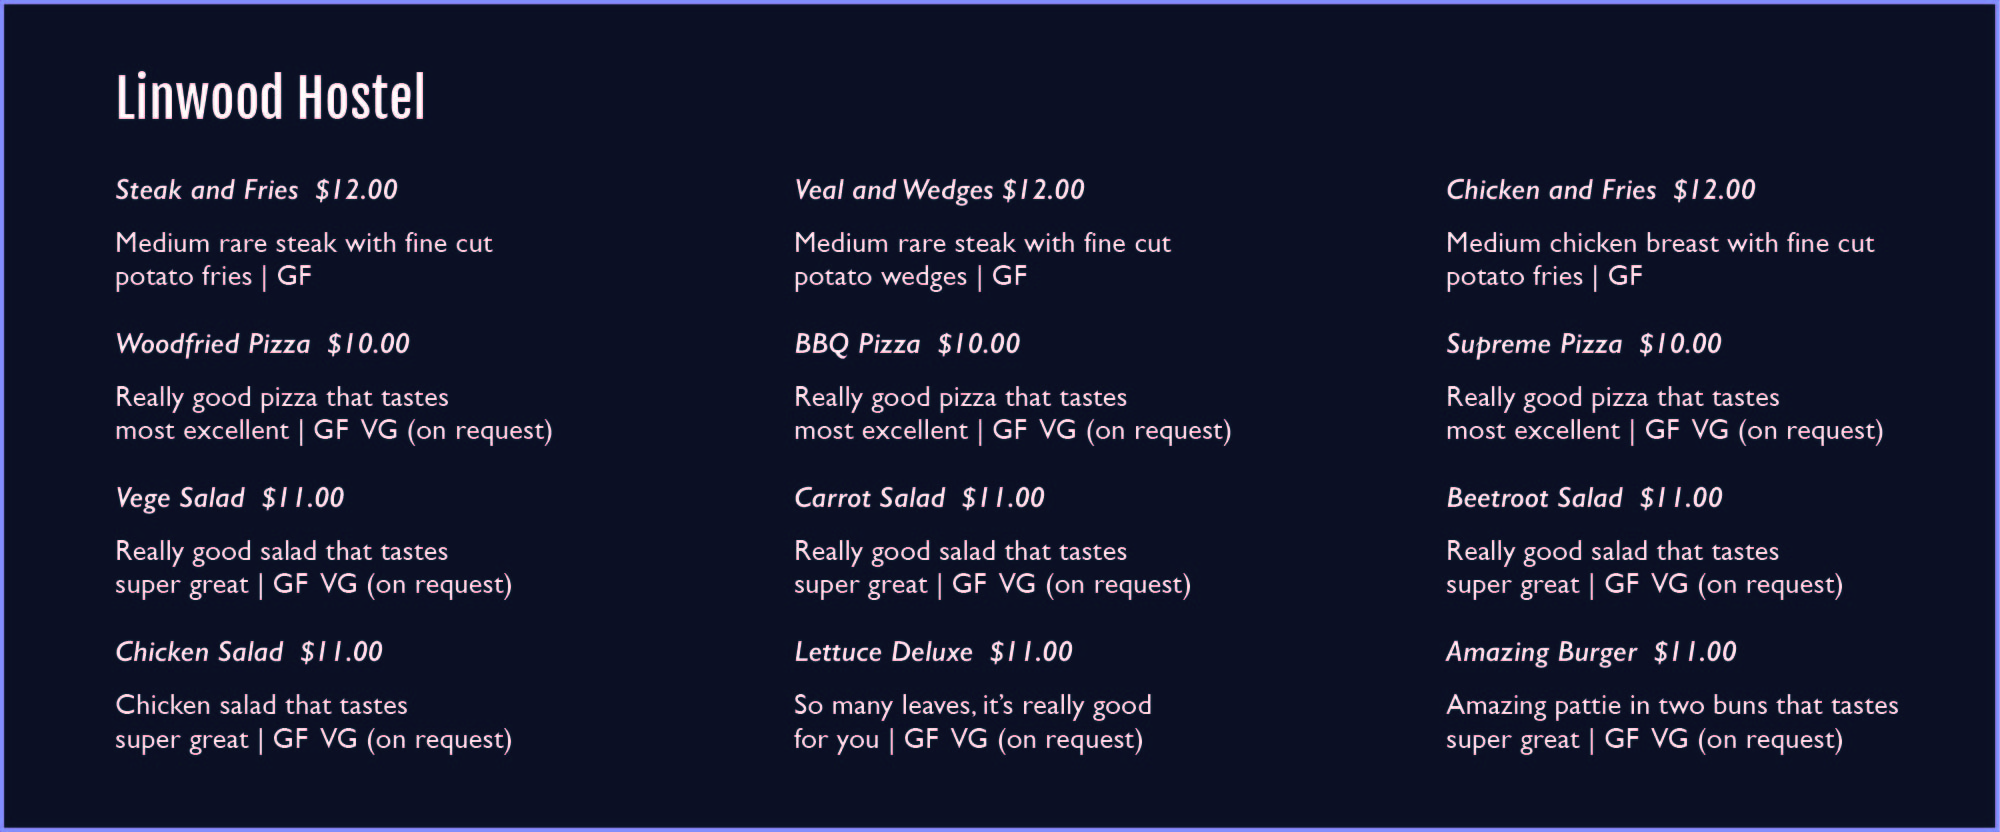 Linwood Hostel
Steak and Fries $12.00
Medium rare steak with fine cut
potato fries | GF
Veal and Wedges $12.00
Medium rare steak with fine cut
potato wedges | GF
Chicken and Fries $12.00
Medium chicken breast with fine cut
potato fries | GF
Woodfried Pizza $10.00
Really good pizza that tastes
most excellent | GF VG (on request)
BBQ Pizza $10.00
Really good pizza that tastes
most excellent | GF VG (on request)
Supreme Pizza $10.00
Really good pizza that tastes
most excellent | GF VG (on request)
Vege Salad $11.00
Really good salad that tastes
super great | GF VG (on request)
Carrot Salad $11.00
Really good salad that tastes
super great | GF VG (on request)
Beetroot Salad $11.00
Really good salad that tastes
super great | GF VG (on request)
Chicken Salad $11.00
Chicken salad that tastes
super great | GF VG (on request)
Lettuce Deluxe $11.00
So many leaves, it’s really good
for you | GF VG (on request)
Amazing Burger $11.00
Amazing pattie in two buns that tastes
super great | GF VG (on request)